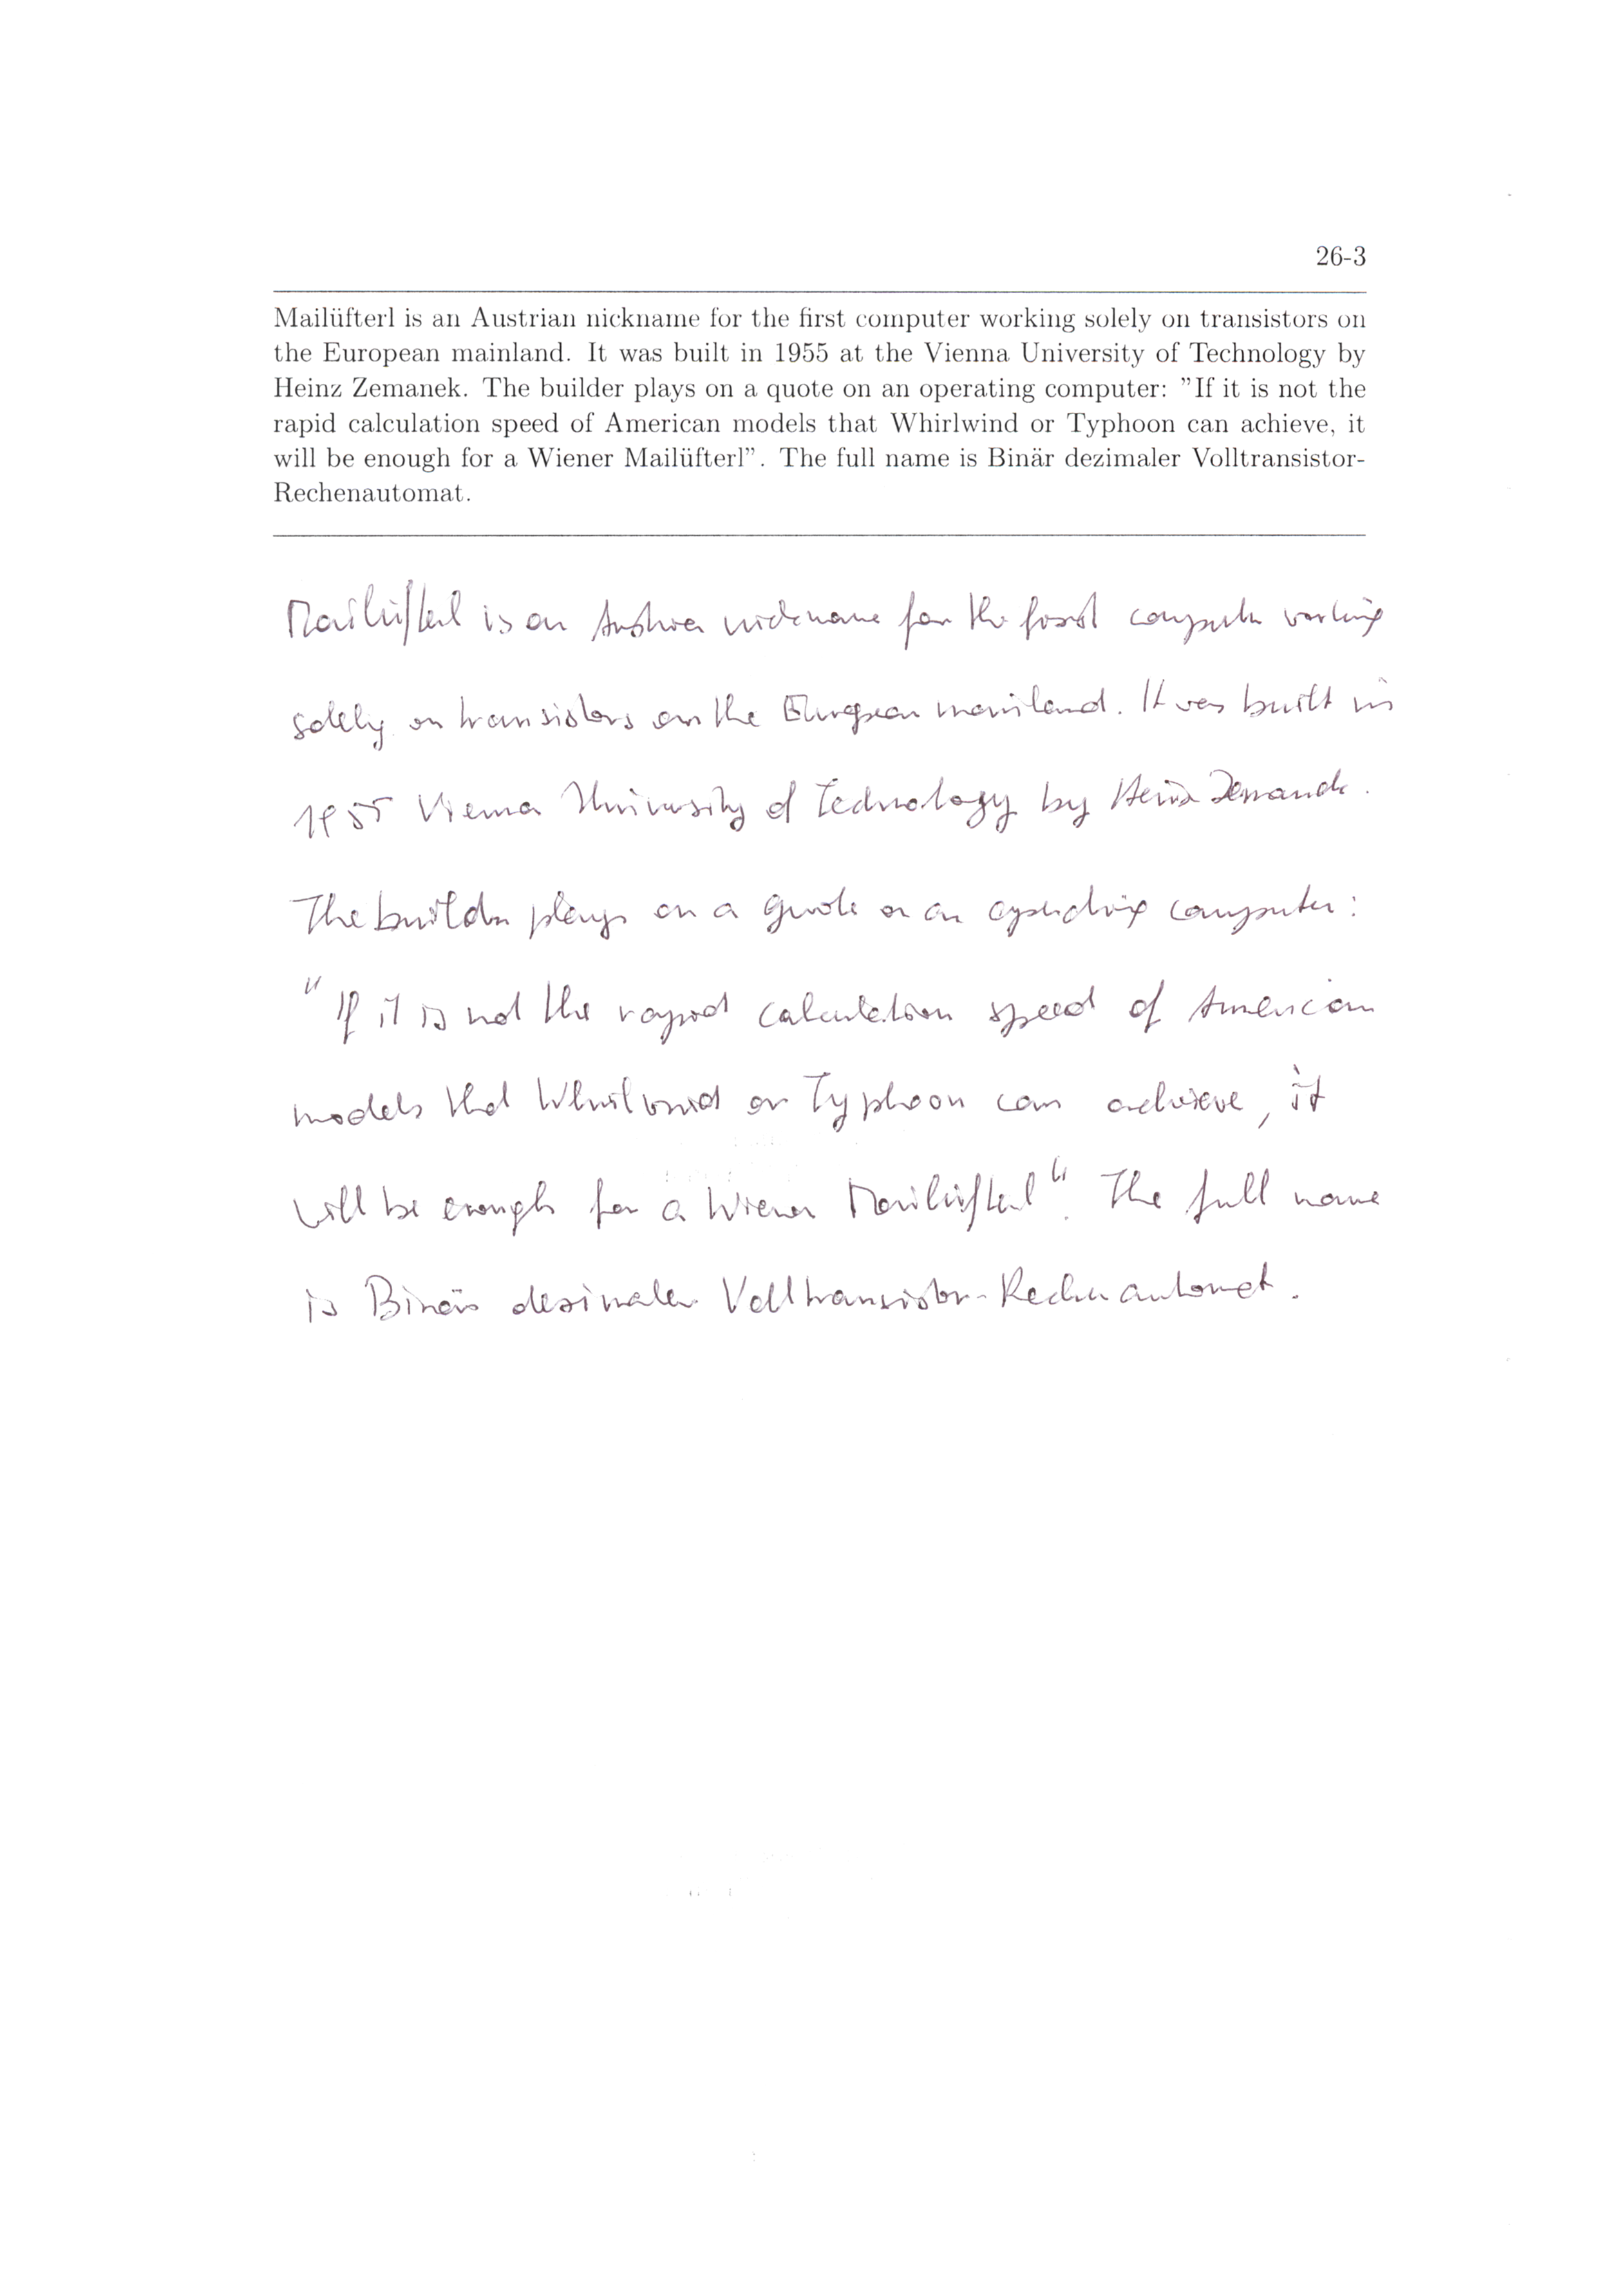 26-3
Mailüfterl is an Austrian nickname for the first computer working solely on transistors on
the European mainland. It was built in 1955 at the Vienna University of Technology by
Heinz Zemanek. The builder plays on a quote on an operating computer: "If it is not the
rapid calculation speed of American models that Whirlwind or Typhoon can achieve, it
will be enough for a Wiener Mailüfterl". The full name is Binär dezimaler Volltransistor-
Rechenautomat.
Mailüfterl is an Austrian nickname for the first computer working
solely on transistors on the European mainland. It was built in
1955 Vienna University of Technology by Heinz Zemanek.
The builder plays on a quote on an operating computer:
"If it is not the rapid calculation speed of American
models that Whirlwind or Typhoon can achieve, it
will be enough for a Wiener Mailüfterl". The full name
is Binär dezimaler Volltransistor-Rechenautomat.